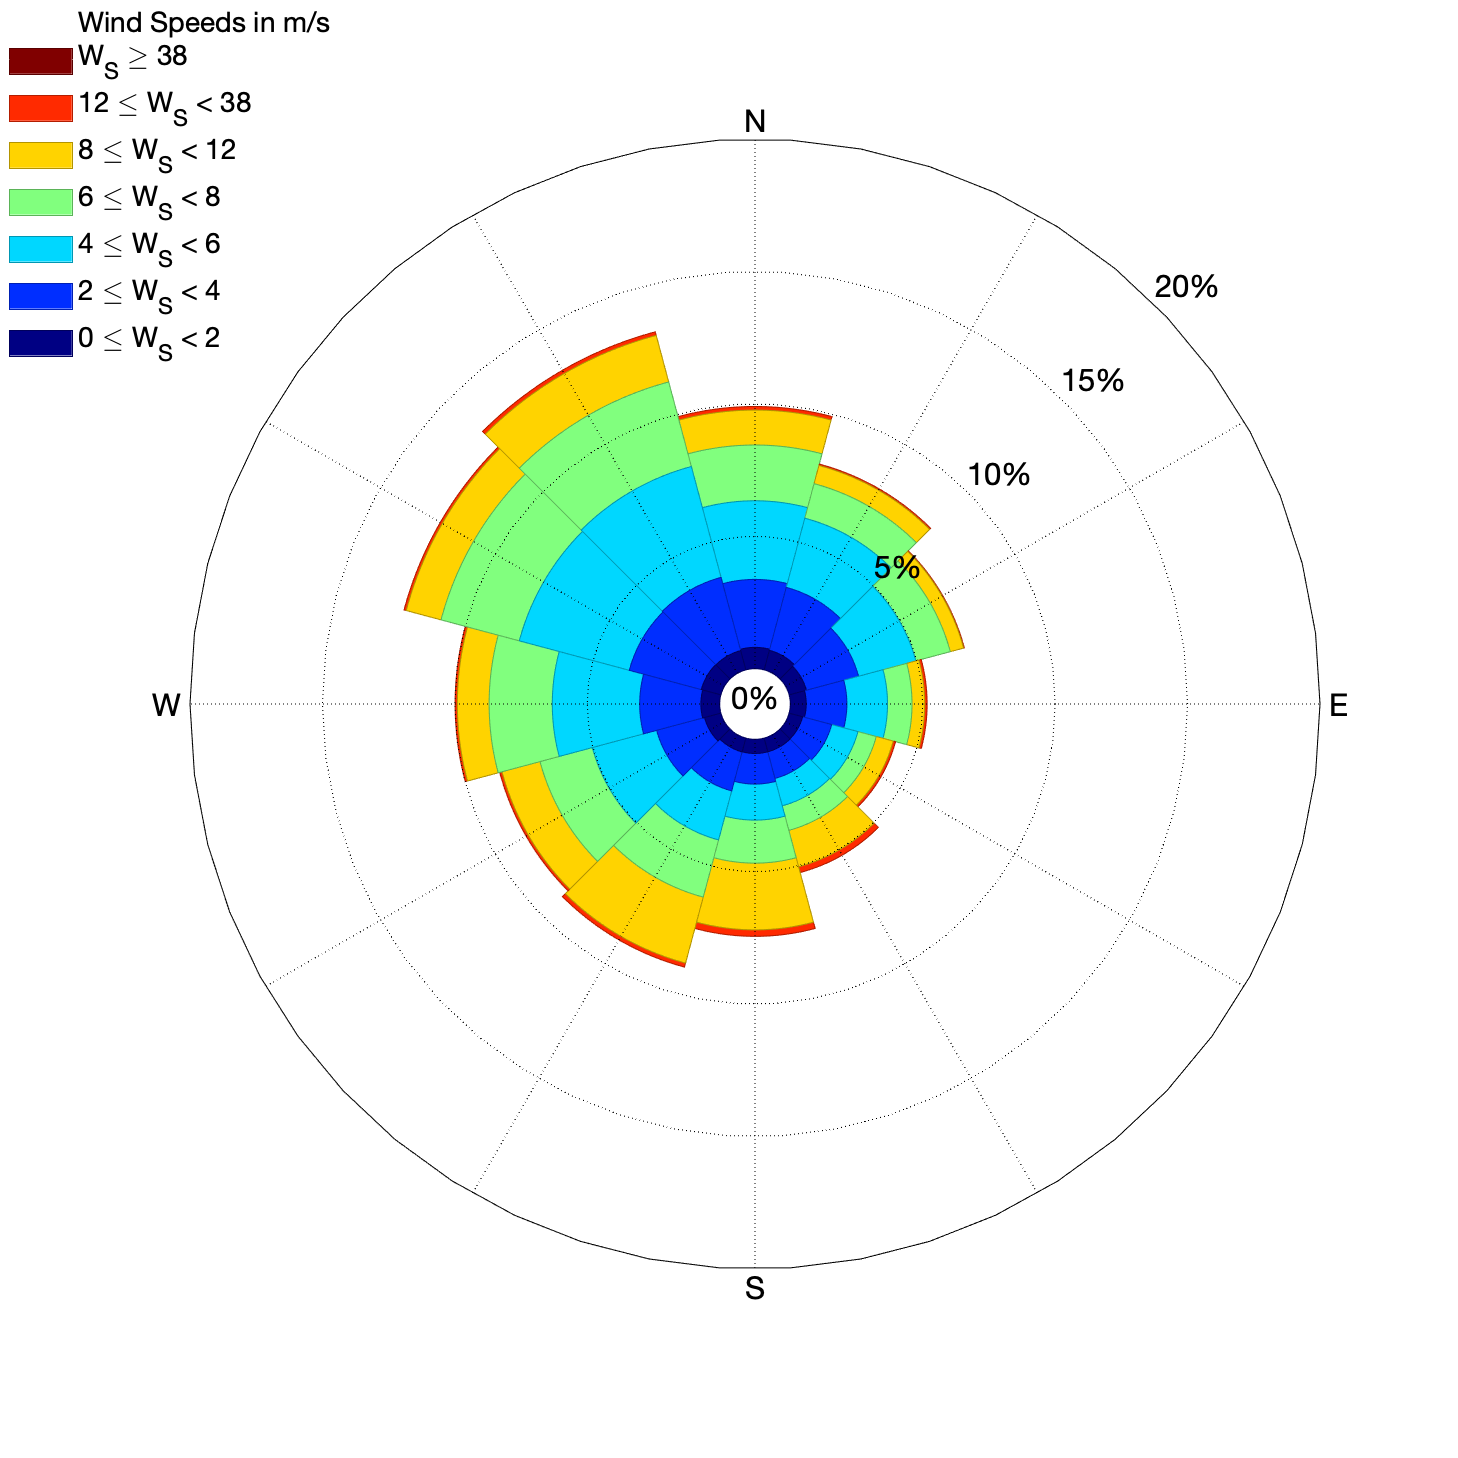 Wind Speeds in m/s
W_S ≥ 38
12 ≤ W_S < 38
8 ≤ W_S < 12
6 ≤ W_S < 8
4 ≤ W_S < 6
2 ≤ W_S < 4
0 ≤ W_S < 2
N
20%
15%
10%
5%
0%
W
E
S